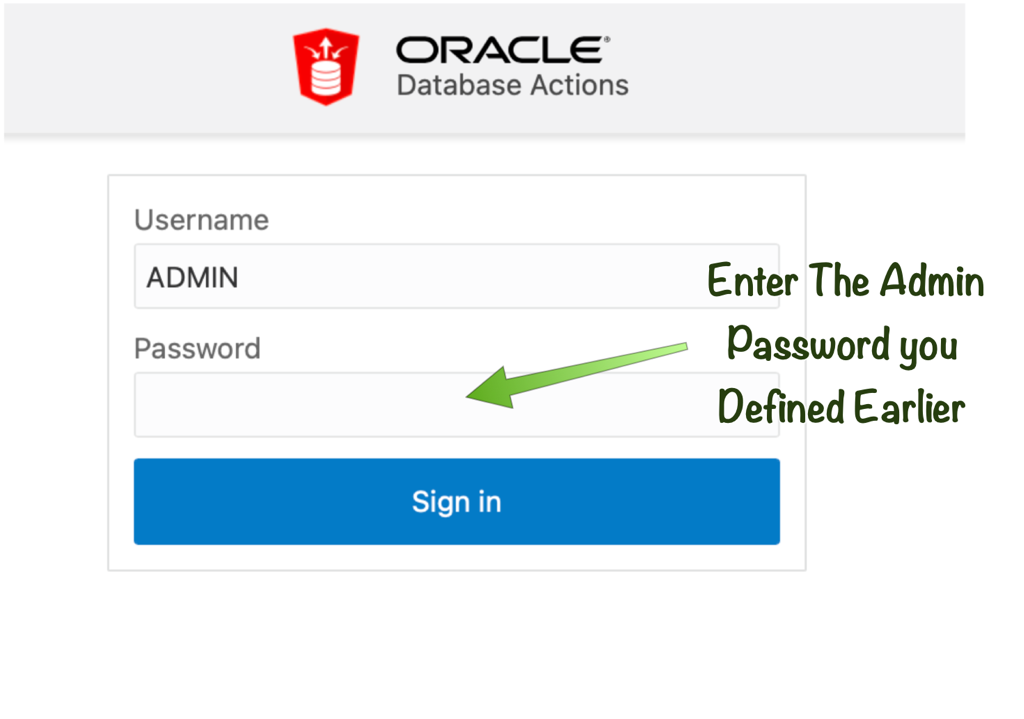 ORACLE®
Database Actions
Username
ADMIN
Password
Enter The Admin
Password you
Defined Earlier
Sign in